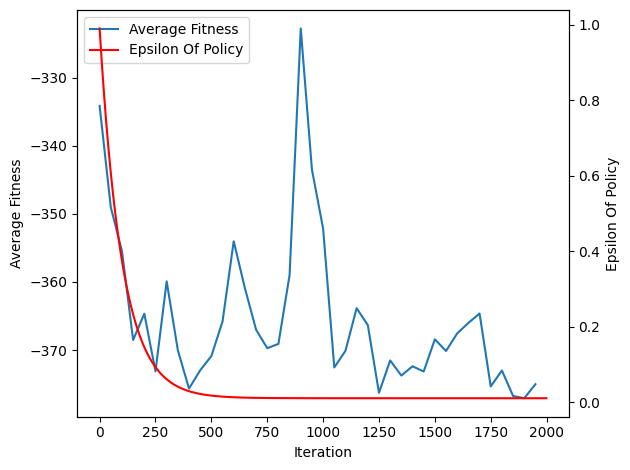 Average Fitness
Epsilon Of Policy
−330
−340
−350
−360
−370
Average Fitness
1.0
0.8
0.6
0.4
0.2
0.0
Epsilon Of Policy
0 250 500 750 1000 1250 1500 1750 2000
Iteration